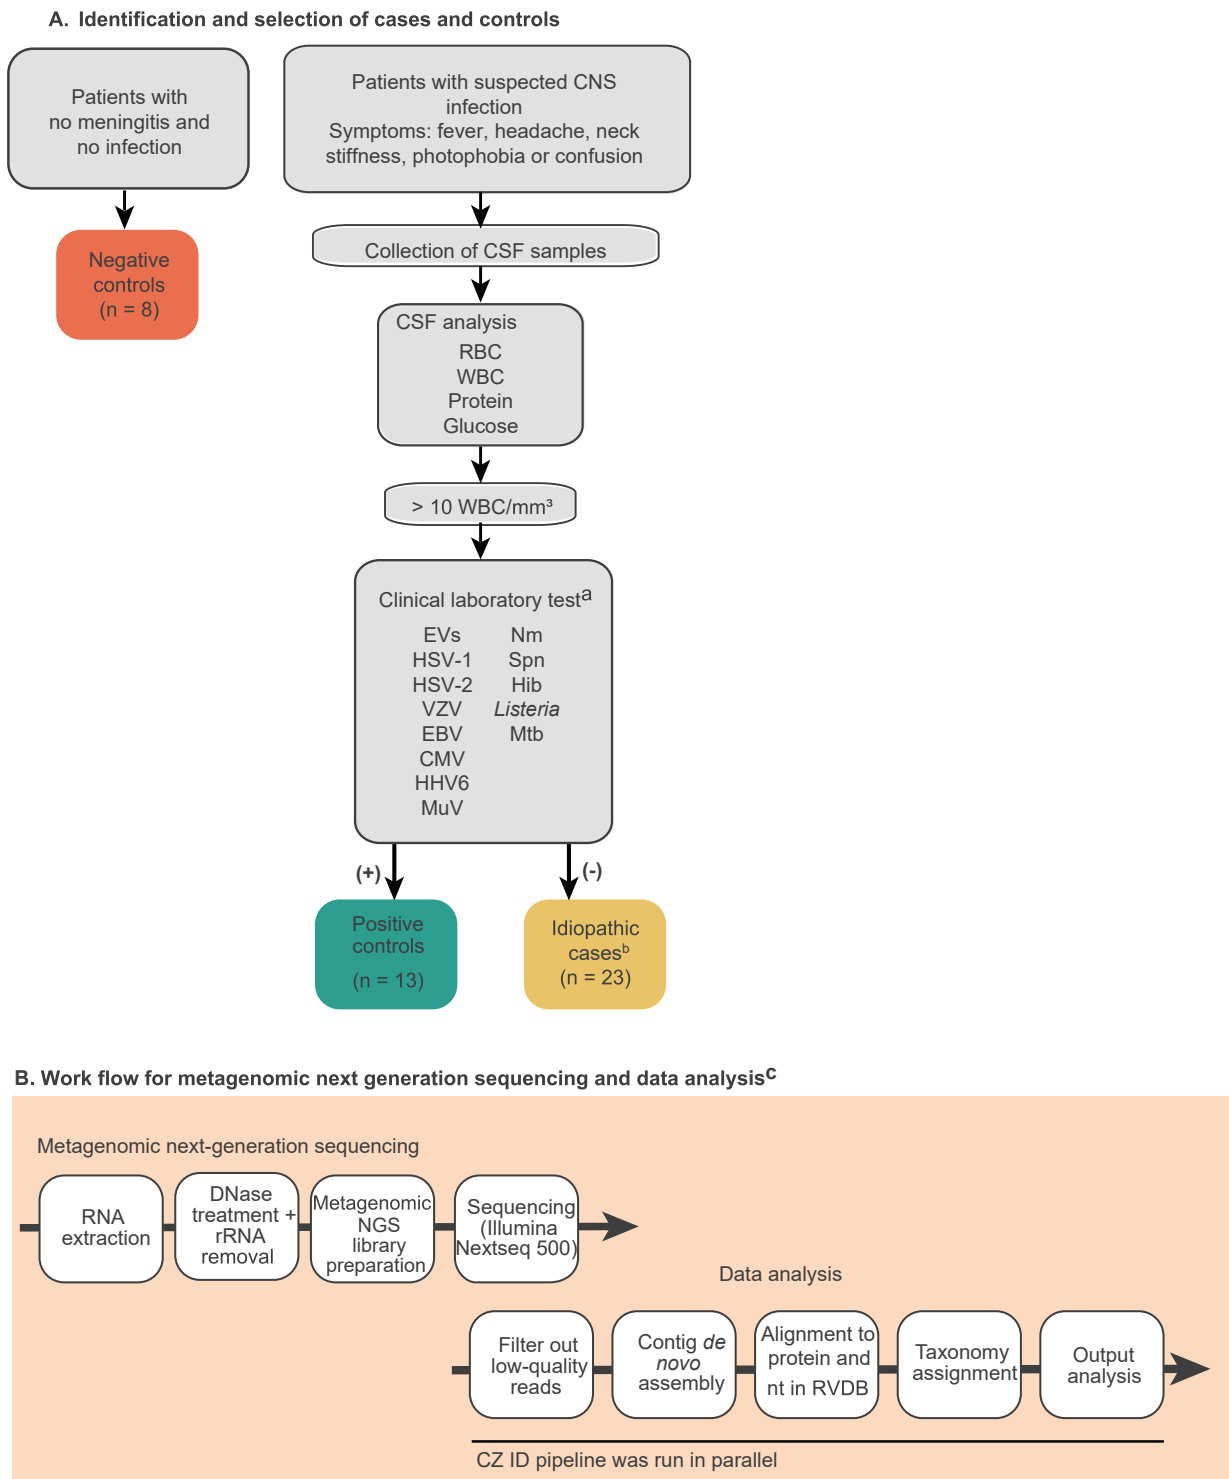 A. Identification and selection of cases and controls
Patients with
no meningitis and
no infection
Negative
controls
(n = 8)
Patients with suspected CNS
infection
Symptoms: fever, headache, neck
stiffness, photophobia or confusion
Collection of CSF samples
CSF analysis
RBC
WBC
Protein
Glucose
> 10 WBC/mm³
Clinical laboratory testᵃ
EVs Nm
HSV-1 Spn
HSV-2 Hib
VZV Listeria
EBV Mtb
CMV
HHV6
MuV
(+)
(-)
Positive
controls
(n = 13)
Idiopathic
casesᵇ
(n = 23)
B. Work flow for metagenomic next generation sequencing and data analysisᶜ
Metagenomic next-generation sequencing
RNA
extraction
DNase
treatment +
rRNA
removal
Metagenomic
NGS
library
preparation
Sequencing
(Illumina
Nextseq 500)
Data analysis
Filter out
low-quality
reads
Contig de
novo
assembly
Alignment to
protein and
nt in RVDB
Taxonomy
assignment
Output
analysis
CZ ID pipeline was run in parallel